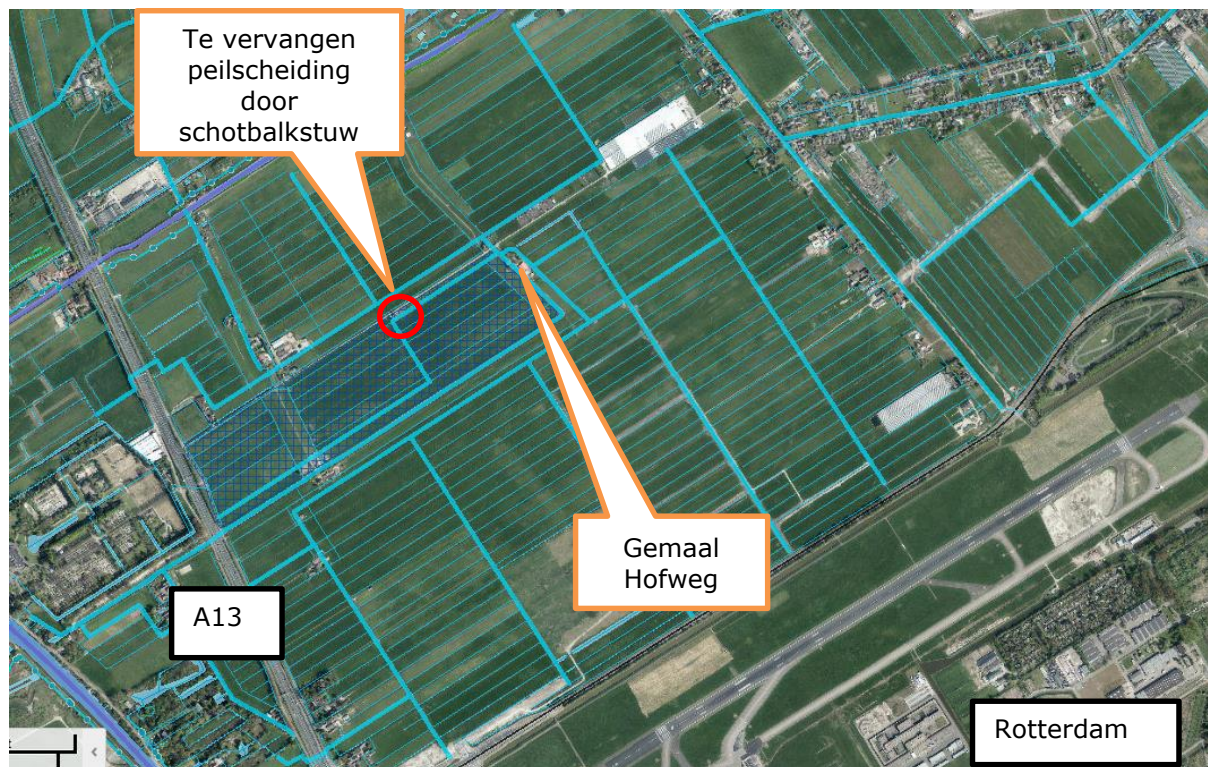 Te vervangen
peilscheiding
door
schotbalkstuw
Gemaal
Hofweg
A13
Rotterdam